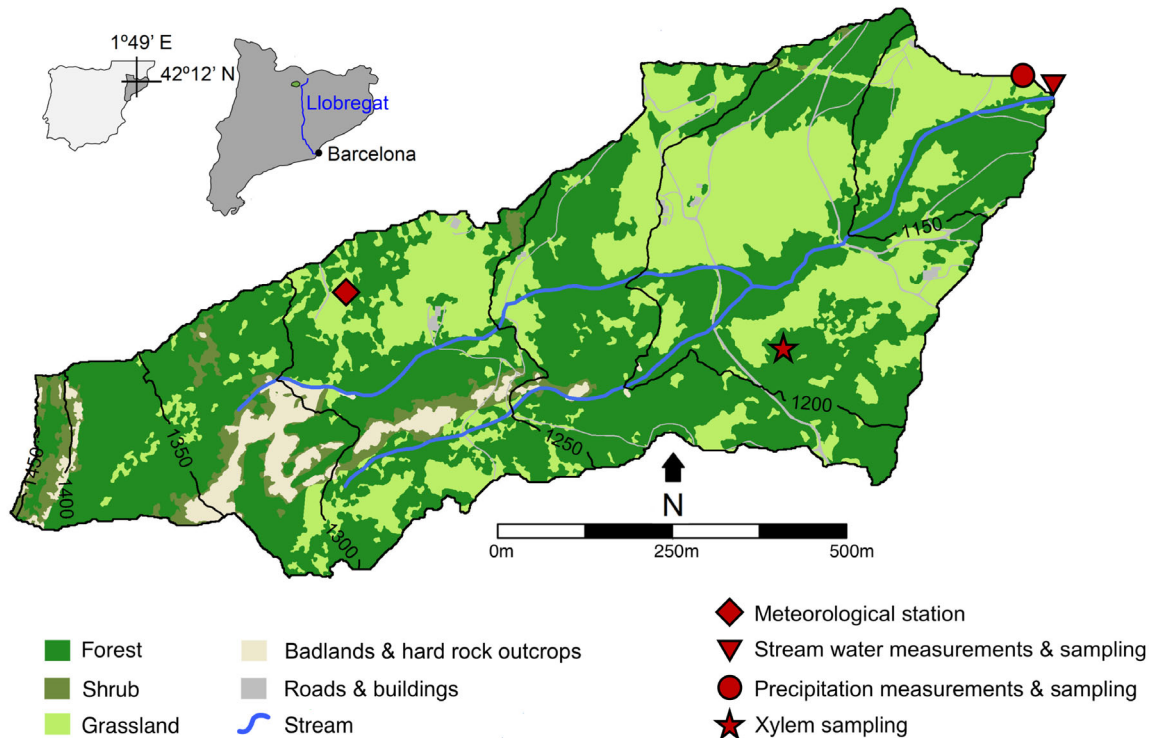 1º49’ E
42º12’ N
Llobregat
Barcelona
1150
1200
1250
1300
1350
1400
1450
N
0m 250m 500m
Forest
Shrub
Grassland
Badlands & hard rock outcrops
Roads & buildings
Stream
Meteorological station
Stream water measurements & sampling
Precipitation measurements & sampling
Xylem sampling